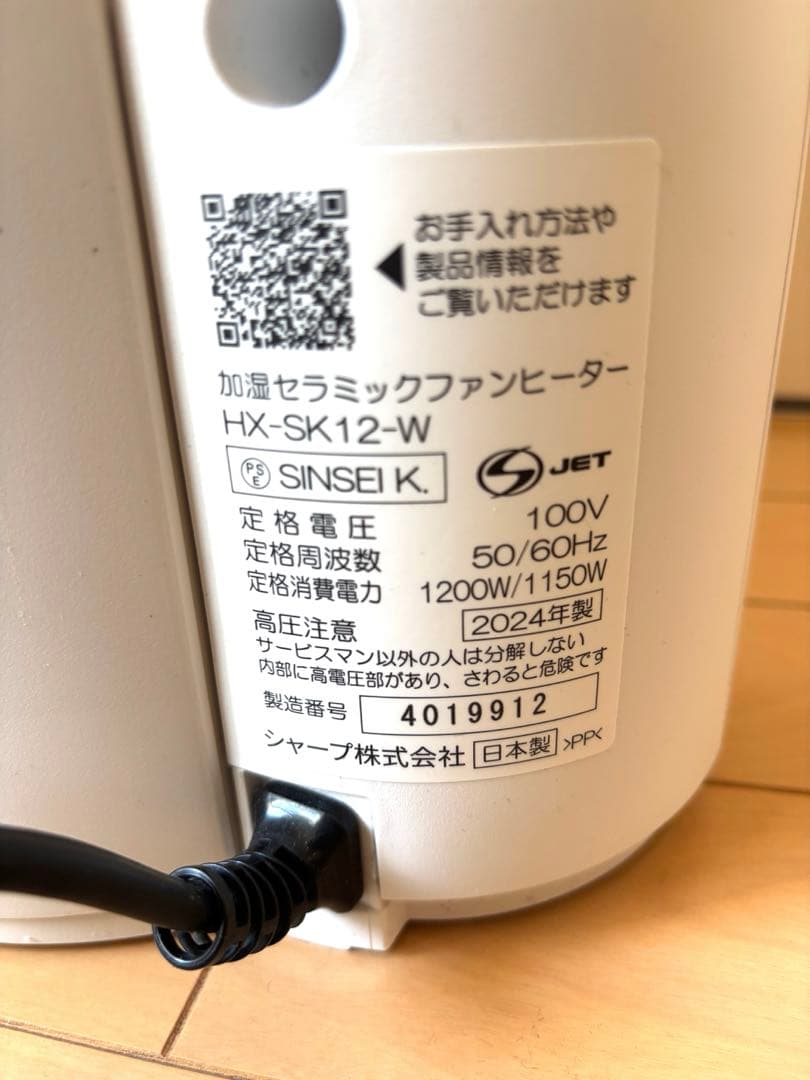 お手入れ方法や
製品情報を
ご覧いただけます
加湿セラミックファンヒーター
HX-SK12-W
PSE SINSEI K. JET
定格電圧 100V
定格周波数 50/60Hz
定格消費電力 1200W/1150W
高圧注意 2024年製
サービスマン以外の人は分解しない
内部に高電圧部があり、さわると危険です
製造番号 4019912
シャープ株式会社 日本製 >PP<